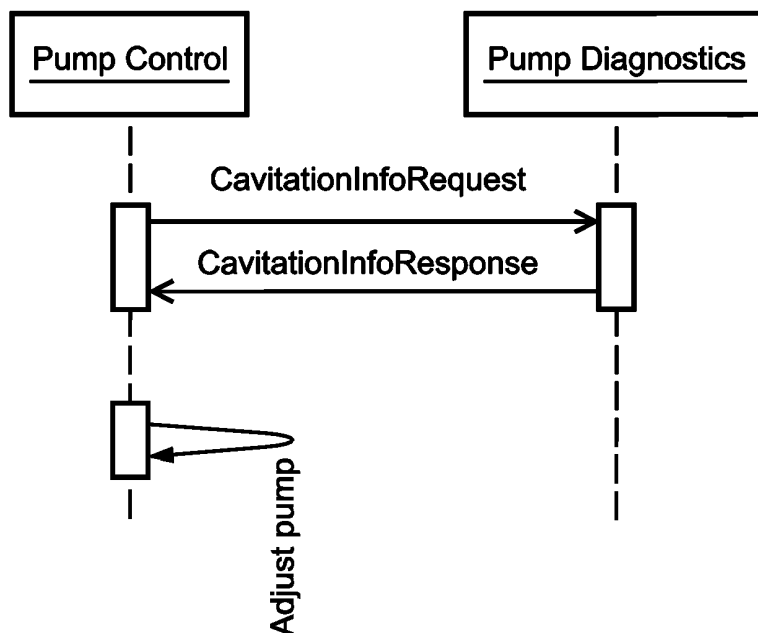 Pump Control
Pump Diagnostics
CavitationInfoRequest
CavitationInfoResponse
Adjust pump